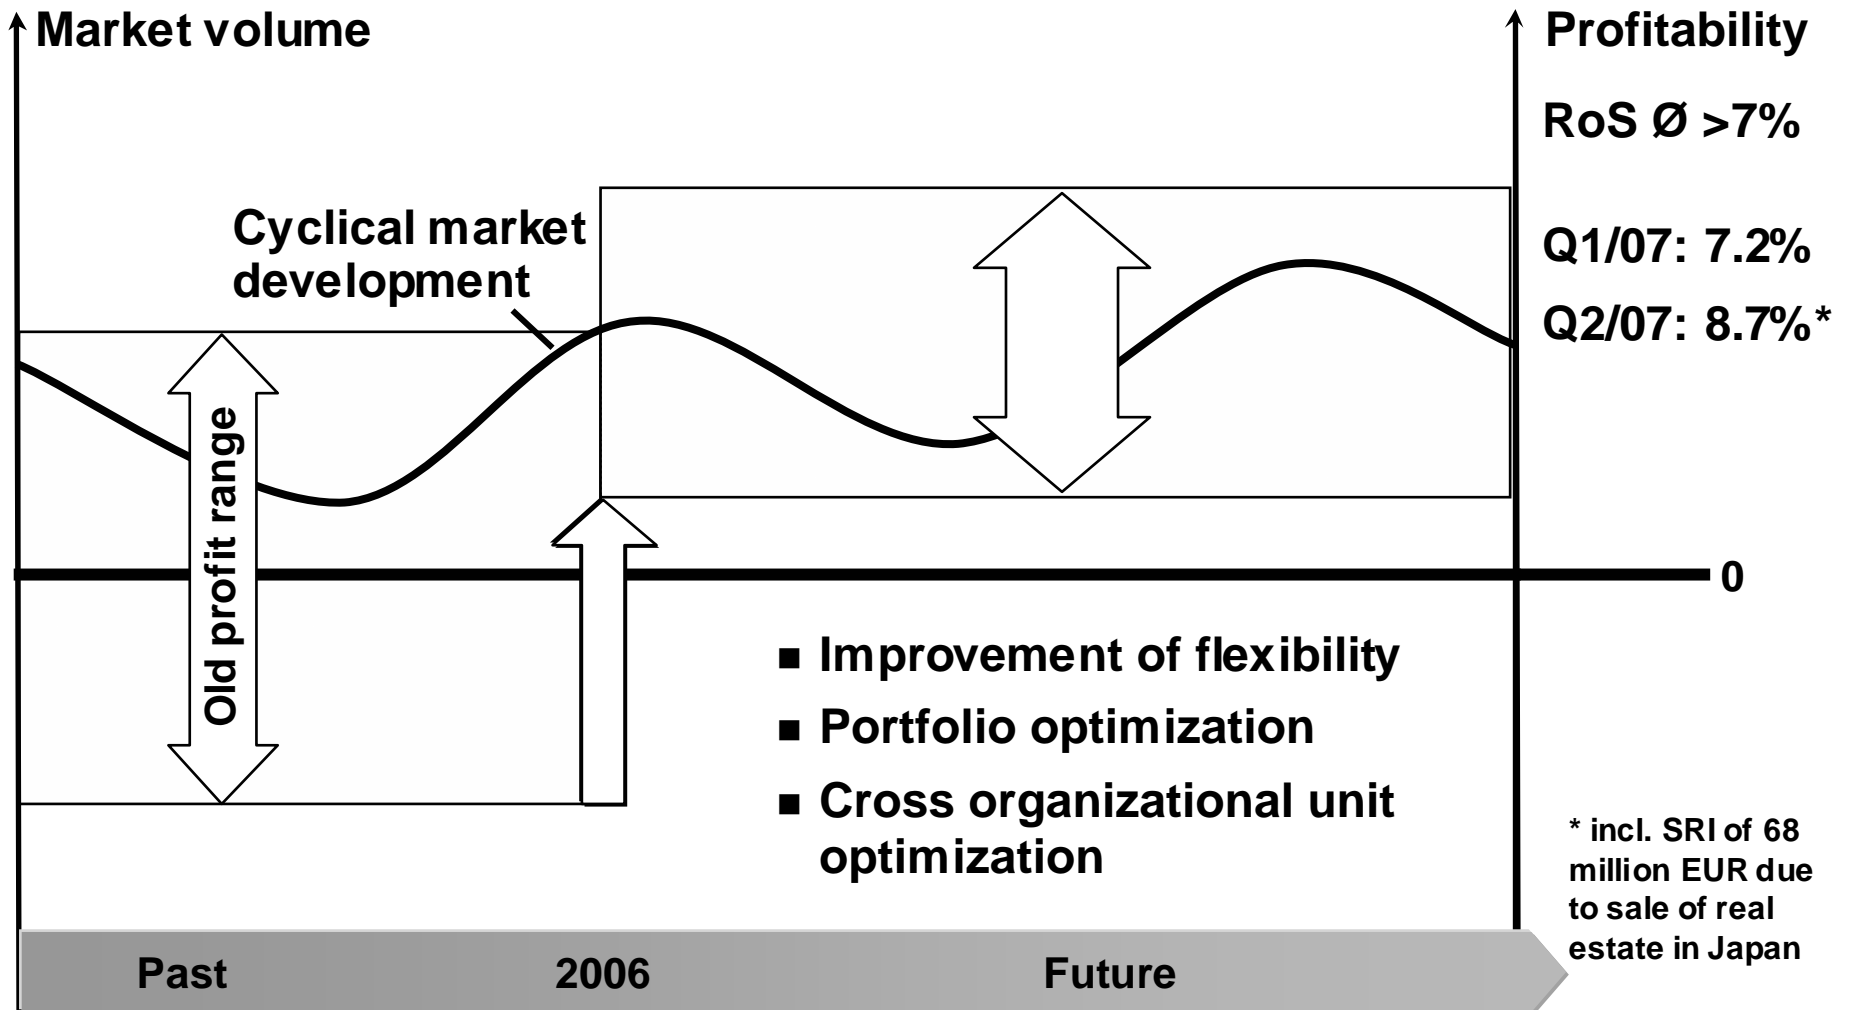 Market volume
Profitability
RoS Ø >7%
Cyclical market
development
Q1/07: 7.2%
Q2/07: 8.7%*
Old profit range
0
■ Improvement of flexibility
■ Portfolio optimization
■ Cross organizational unit
optimization
* incl. SRI of 68
million EUR due
to sale of real
estate in Japan
Past
2006
Future